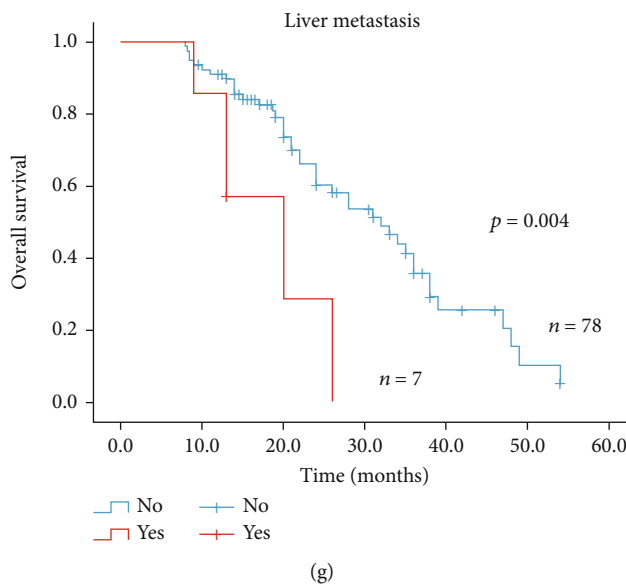 Liver metastasis
1.0
0.8
0.6
0.4
0.2
0.0
Overall survival
p = 0.004
n = 78
n = 7
0.0 10.0 20.0 30.0 40.0 50.0 60.0
Time (months)
No No
Yes Yes
(g)